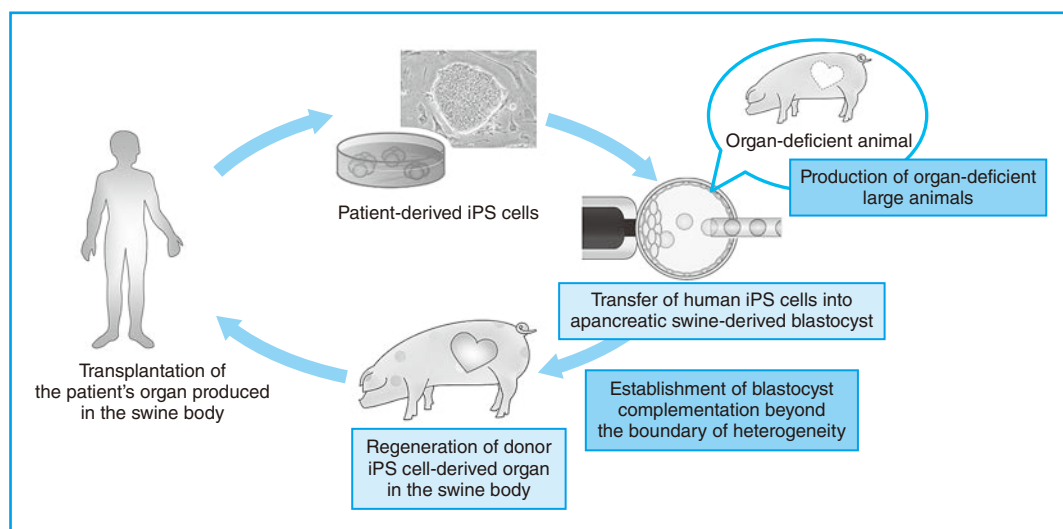 Organ-deficient animal
Production of organ-deficient
large animals
Patient-derived iPS cells
Transfer of human iPS cells into
apancreatic swine-derived blastocyst
Transplantation of
the patient's organ produced
in the swine body
Establishment of blastocyst
complementation beyond
the boundary of heterogeneity
Regeneration of donor
iPS cell-derived organ
in the swine body